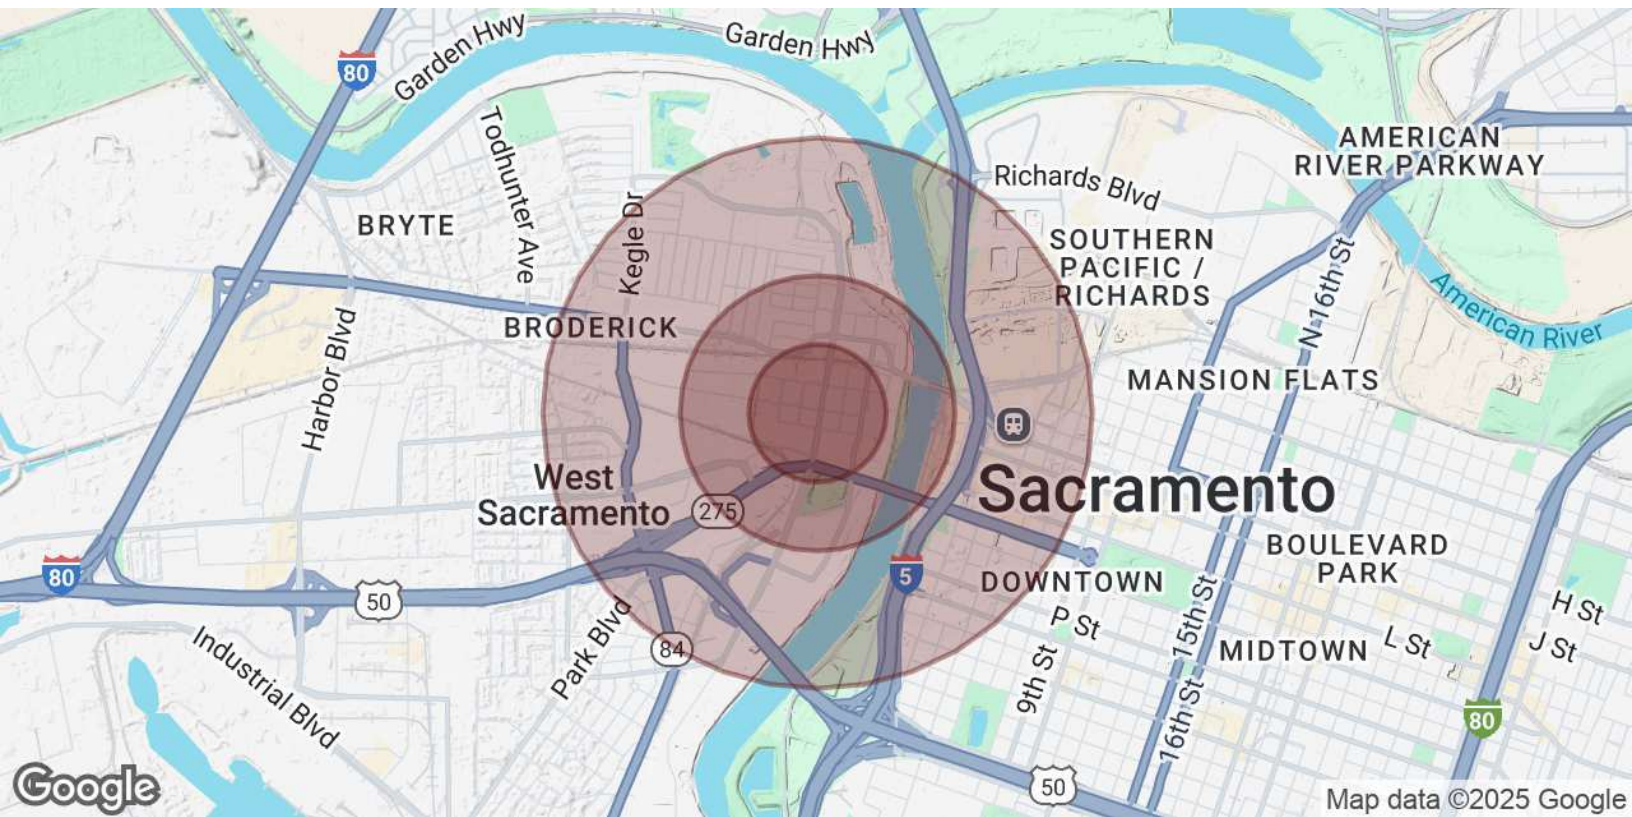 Garden Hwy
Garden Hwy
80
Todhunter Ave
Kegle Dr
Richards Blvd
AMERICAN
RIVER PARKWAY
BRYTE
SOUTHERN
PACIFIC /
RICHARDS
N 16th St
American River
BRODERICK
Harbor Blvd
MANSION FLATS
West
Sacramento
275
Sacramento
80
50
5
DOWNTOWN
BOULEVARD
PARK
P St
15th St
H St
L St
J St
MIDTOWN
Industrial Blvd
Park Blvd
84
9th St
16th St
80
50
Google
Map data ©2025 Google